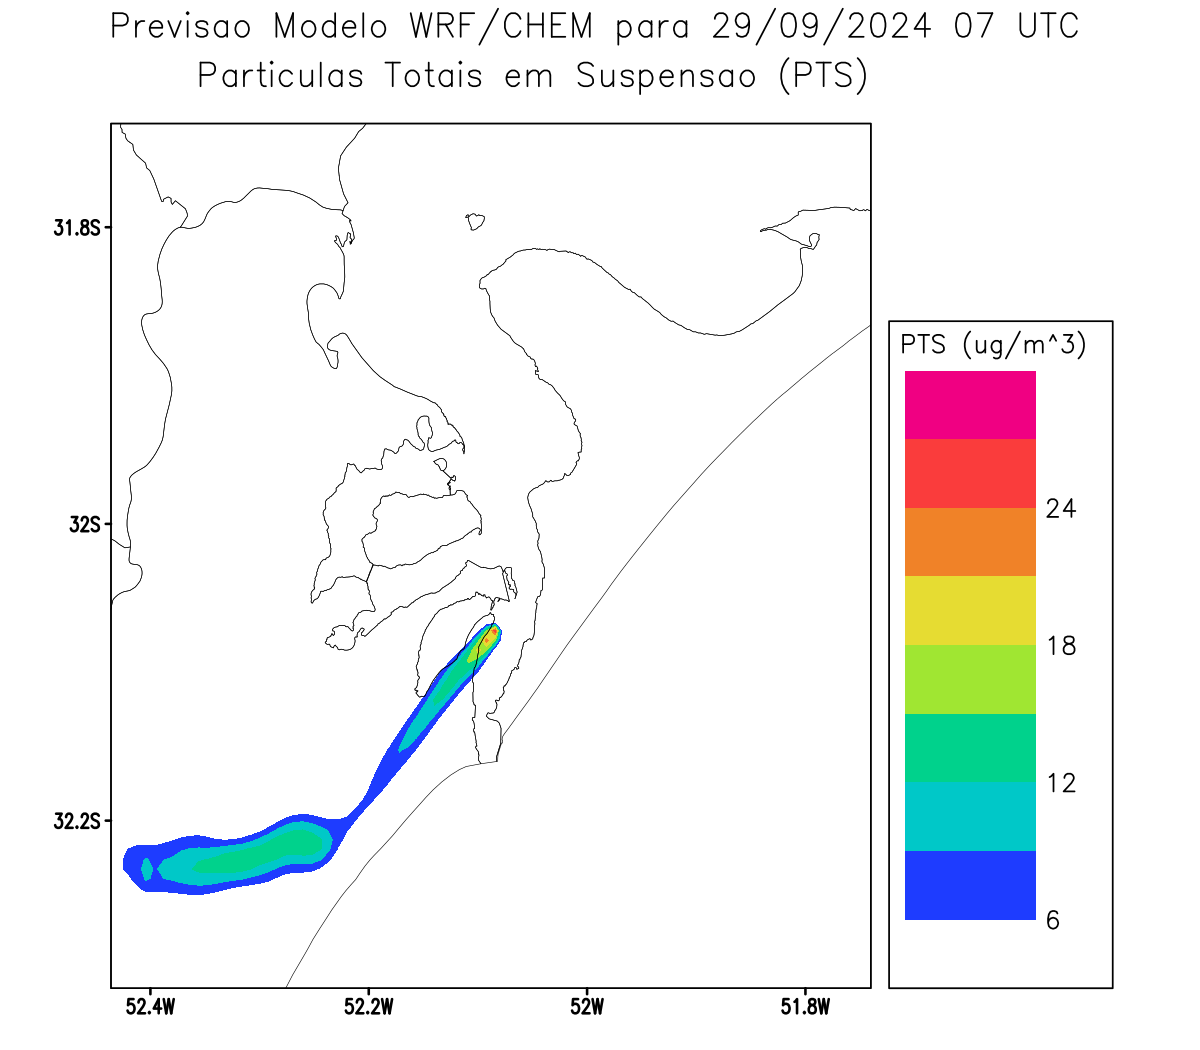 Previsao Modelo WRF/CHEM para 29/09/2024 07 UTC
Particulas Totais em Suspensao (PTS)
31.8S
32S
32.2S
52.4W
52.2W
52W
51.8W
PTS (ug/m^3)
24
18
12
6